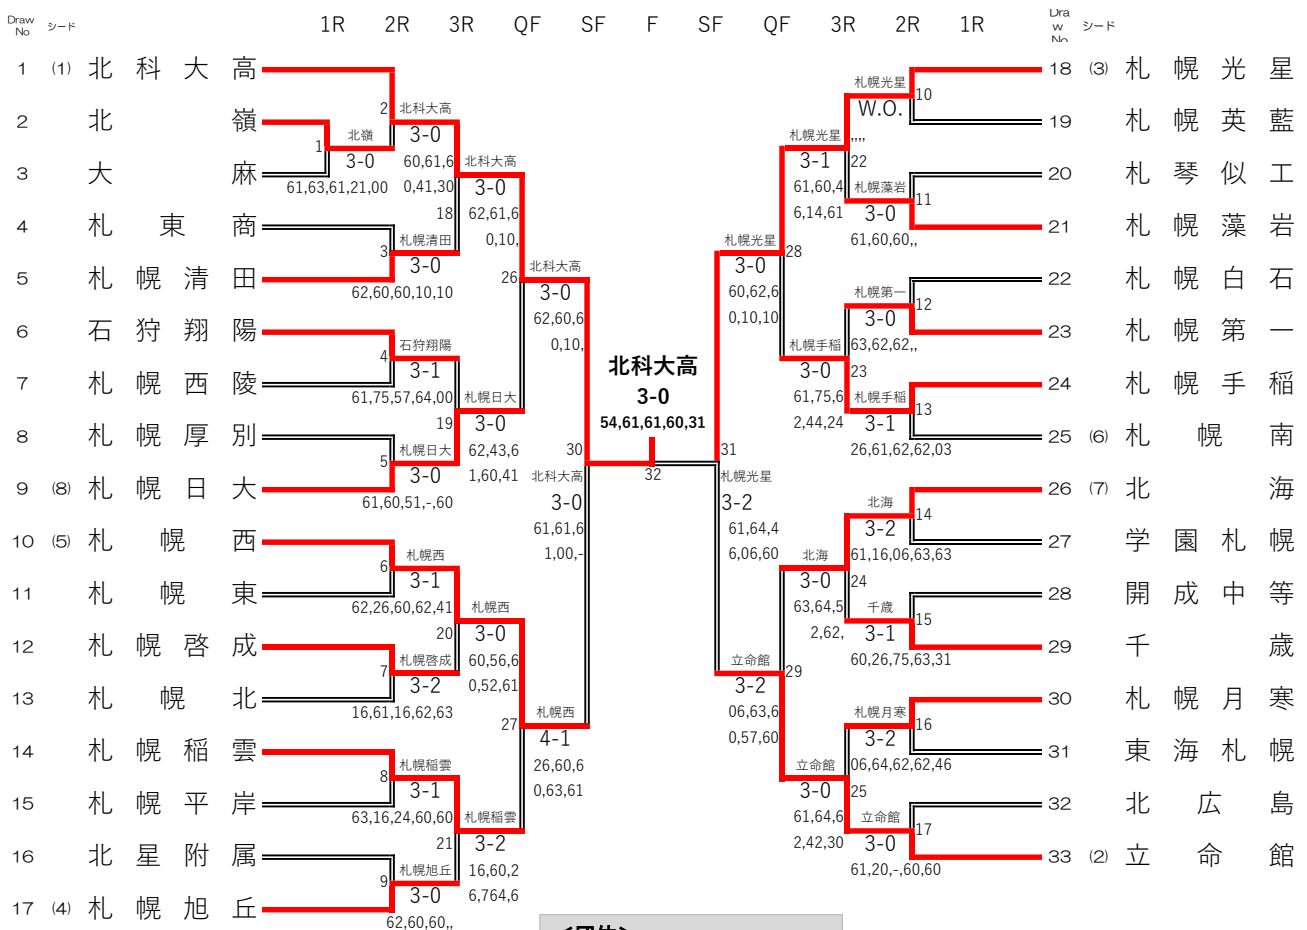 Draw No シード 1R 2R 3R QF SF F SF QF 3R 2R 1R Draw No シード
1 (1) 北科大高
2 北嶺
3 大麻
4 札東商
5 札幌清田
6 石狩翔陽
7 札幌西陵
8 札幌厚別
9 (8) 札幌日大
10 (5) 札幌西
11 札幌東
12 札幌啓成
13 札幌北
14 札幌稲雲
15 札幌平岸
16 北星附属
17 (4) 札幌旭丘
1
北嶺
3-0
61,63,61,21,00
2
北科大高
3-0
60,61,6
0,41,30
3
札幌清田
3-0
62,60,60,10,10
4
石狩翔陽
3-1
61,75,57,64,00
5
札幌日大
3-0
61,60,51,-,60
6
札幌西
3-1
62,26,60,62,41
7
札幌啓成
3-2
16,61,16,62,63
8
札幌稲雲
3-1
63,16,24,60,60
9
札幌旭丘
3-0
62,60,60,,
18
北科大高
3-0
62,61,6
0,10,
19
札幌日大
3-0
62,43,6
1,60,41
20
札幌西
3-0
60,56,6
0,52,61
21
札幌稲雲
3-2
16,60,2
6,764,6
26
北科大高
3-0
62,60,6
0,10,
27
札幌西
4-1
26,60,6
0,63,61
30
北科大高
3-0
61,61,6
1,00,-
北科大高
3-0
54,61,61,60,31
32
31
札幌光星
3-2
61,64,4
6,06,60
札幌光星
3-0
60,62,6
0,10,10
28
立命館
3-2
06,63,6
0,57,60
29
札幌光星
3-1
61,60,4
6,14,61
22
札幌手稲
3-0
61,75,6
2,44,24
23
北海
3-0
63,64,5
2,62,
24
立命館
3-0
61,64,6
2,42,30
25
札幌光星
W.O.
,,,,
10
札幌藻岩
3-0
61,60,60,,
11
札幌第一
3-0
63,62,62,,
12
札幌手稲
3-1
26,61,62,62,03
13
北海
3-2
61,16,06,63,63
14
千歳
3-1
60,26,75,63,31
15
札幌月寒
3-2
06,64,62,62,46
16
立命館
3-0
61,20,-,60,60
17
18 (3) 札幌光星
19 札幌英藍
20 札琴似工
21 札幌藻岩
22 札幌白石
23 札幌第一
24 札幌手稲
25 (6) 札幌南
26 (7) 北海
27 学園札幌
28 開成中等
29 千歳
30 札幌月寒
31 東海札幌
32 北広島
33 (2) 立命館